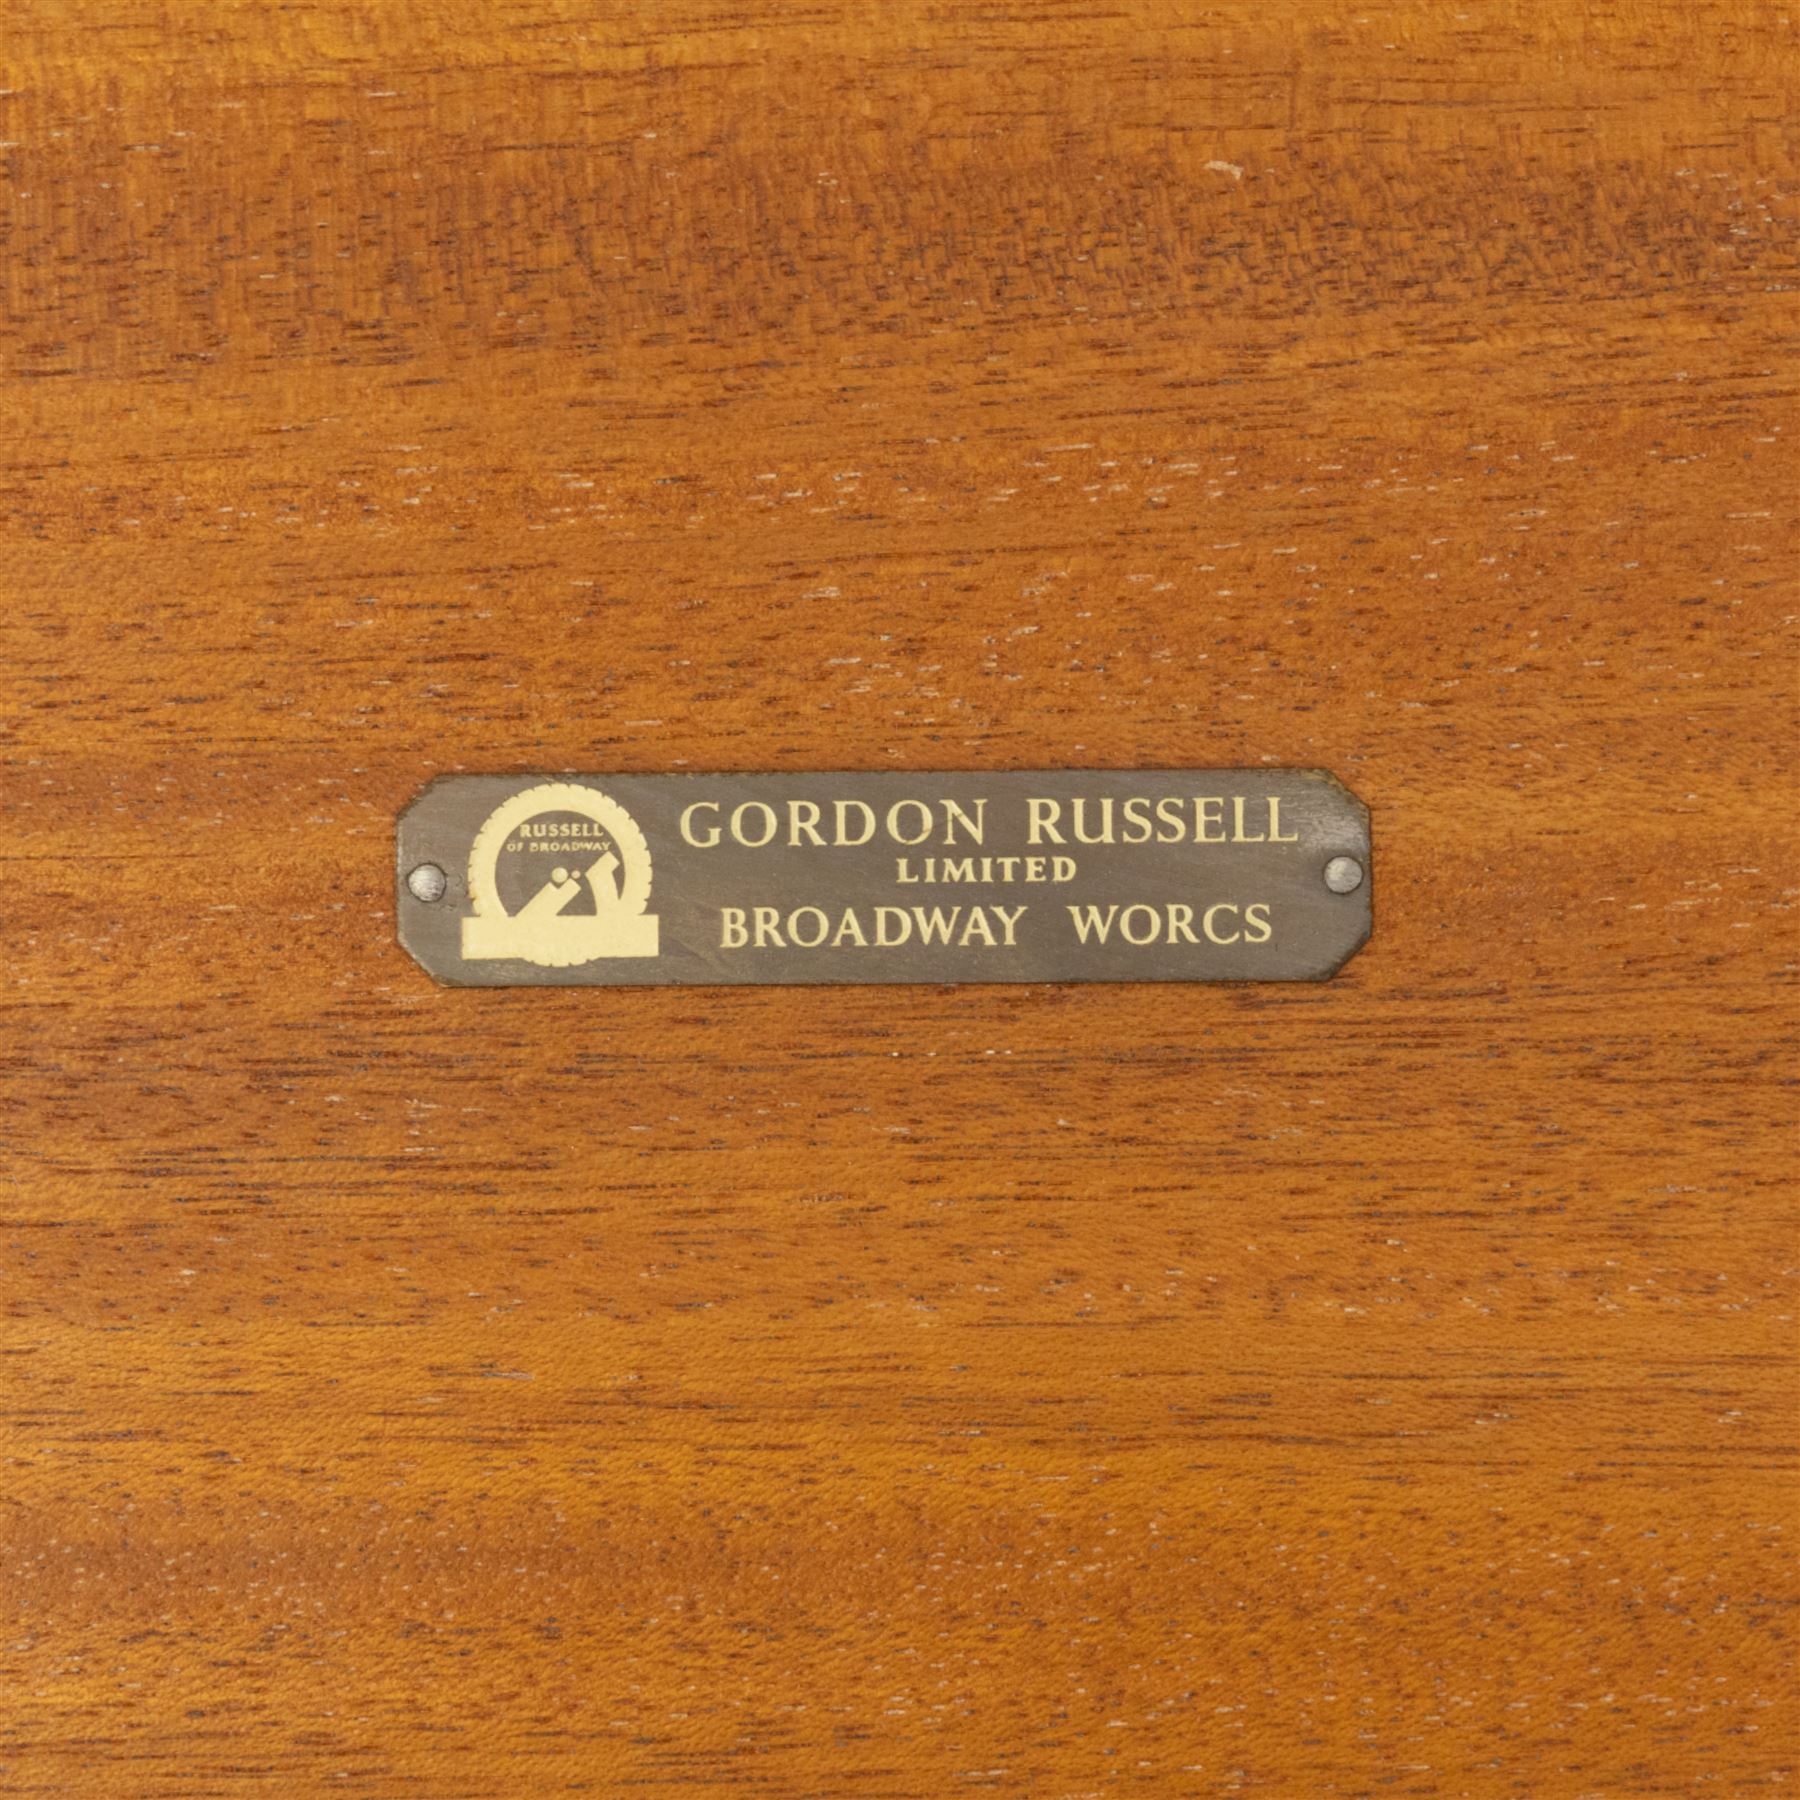 RUSSELL
OF BROADWAY
GORDON RUSSELL
LIMITED
BROADWAY WORCS